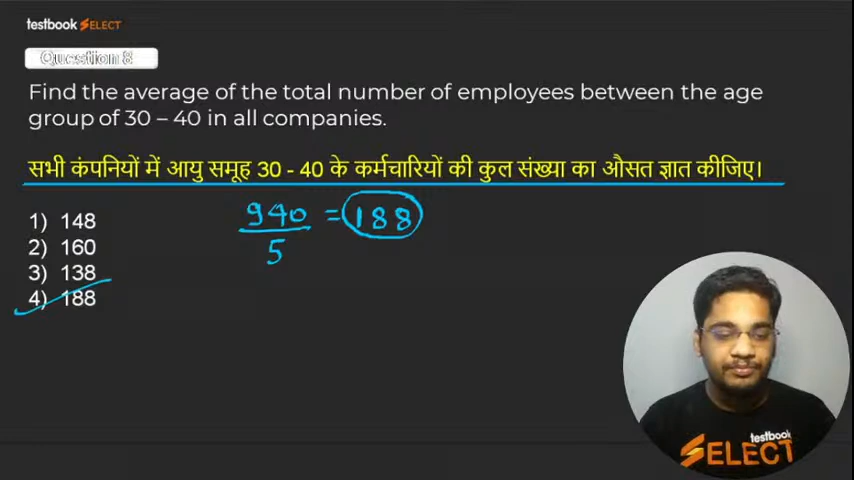 testbook SELECT
Question 8
Find the average of the total number of employees between the age
group of 30 – 40 in all companies.
सभी कंपनियों में आयु समूह 30 - 40 के कर्मचारियों की कुल संख्या का औसत ज्ञात कीजिए।
940/5 = 188
1) 148
2) 160
3) 138
4) 188
testbook
SELECT